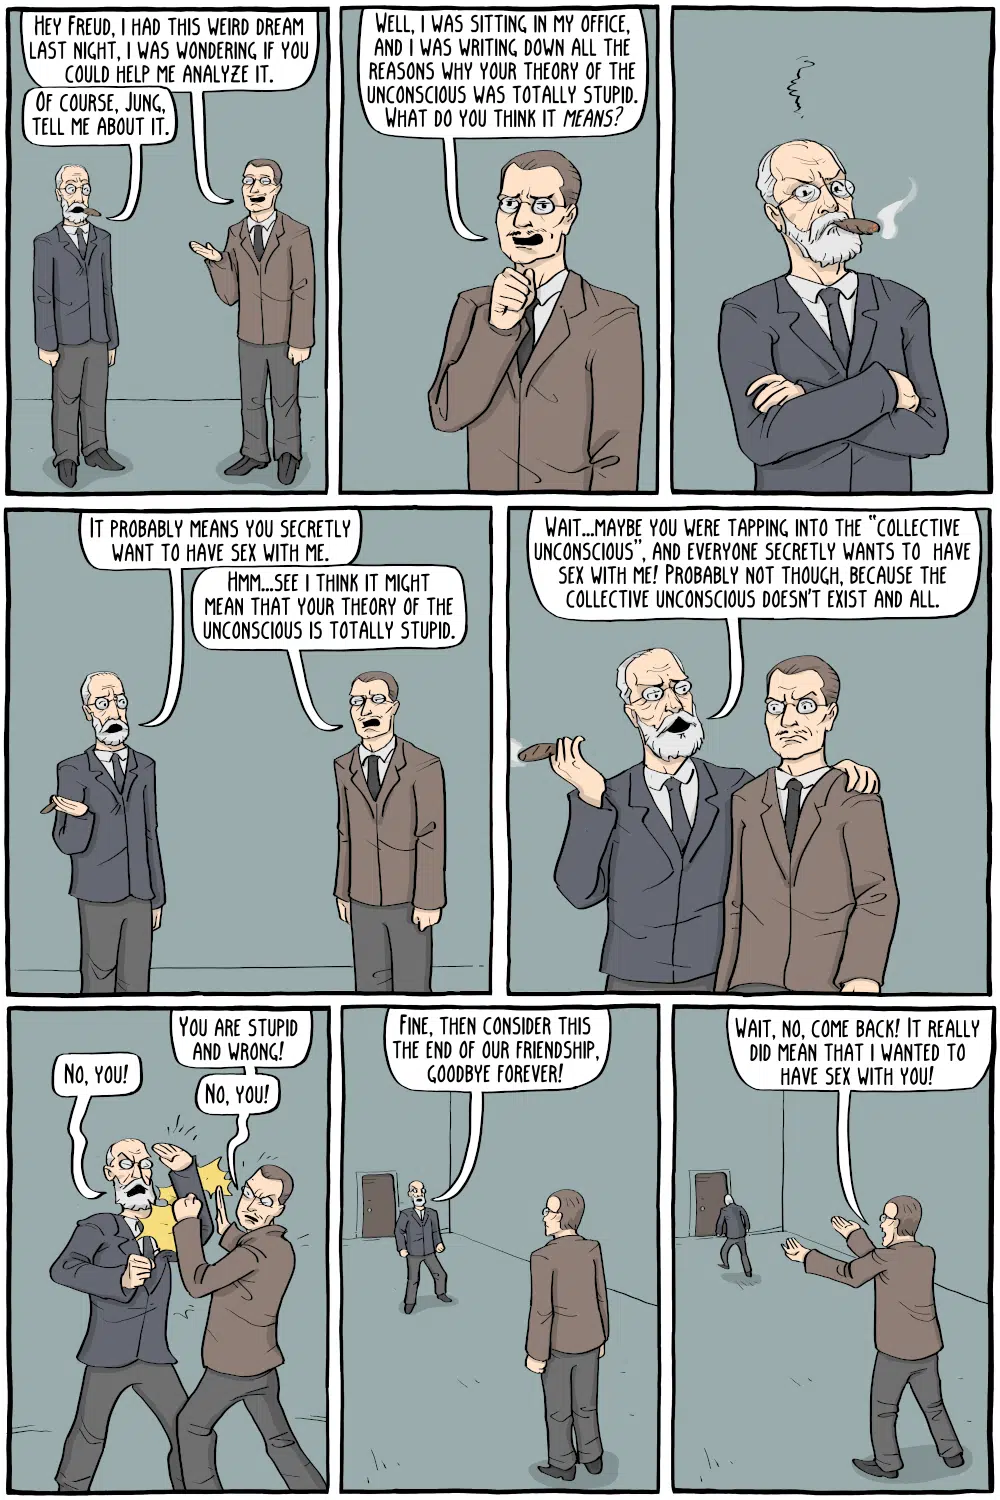 Hey Freud, I had this weird dream
last night, I was wondering if you
could help me analyze it.
Of course, Jung,
tell me about it.
Well, I was sitting in my office,
and I was writing down all the
reasons why your theory of the
unconscious was totally stupid.
What do you think it means?
It probably means you secretly
want to have sex with me.
Hmm...see I think it might
mean that your theory of the
unconscious is totally stupid.
Wait...maybe you were tapping into the "collective
unconscious", and everyone secretly wants to have
sex with me! Probably not though, because the
collective unconscious doesn't exist and all.
You are stupid
and wrong!
No, you!
No, you!
Fine, then consider this
the end of our friendship,
goodbye forever!
Wait, no, come back! It really
did mean that I wanted to
have sex with you!